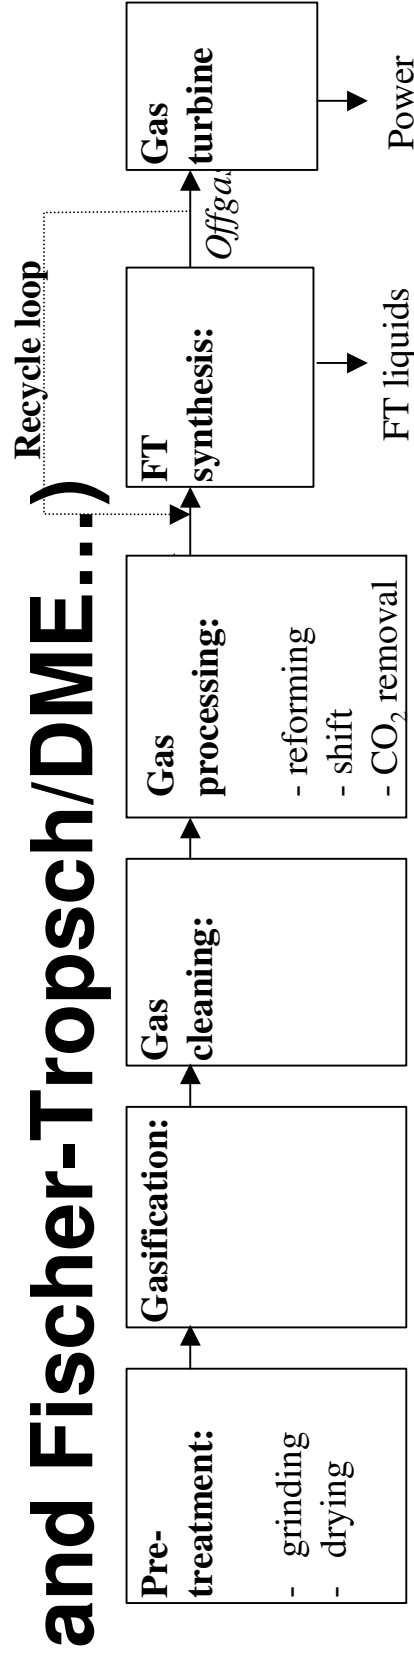 and Fischer-Tropsch/DME...)
Recycle loop
Pre-
treatment:
- grinding
- drying
Gasification:
Gas
cleaning:
Gas
processing:
- reforming
- shift
- CO₂ removal
FT
synthesis:
FT liquids
Offgas
Gas
turbine
Power